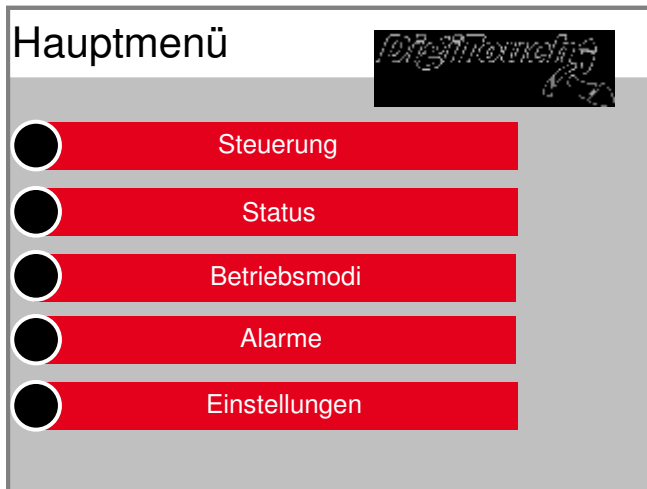 Hauptmenü
DigiTouch
Steuerung
Status
Betriebsmodi
Alarme
Einstellungen